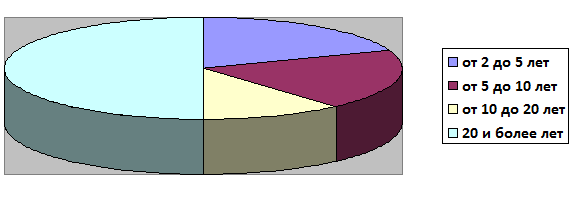 от 2 до 5 лет
от 5 до 10 лет
от 10 до 20 лет
20 и более лет